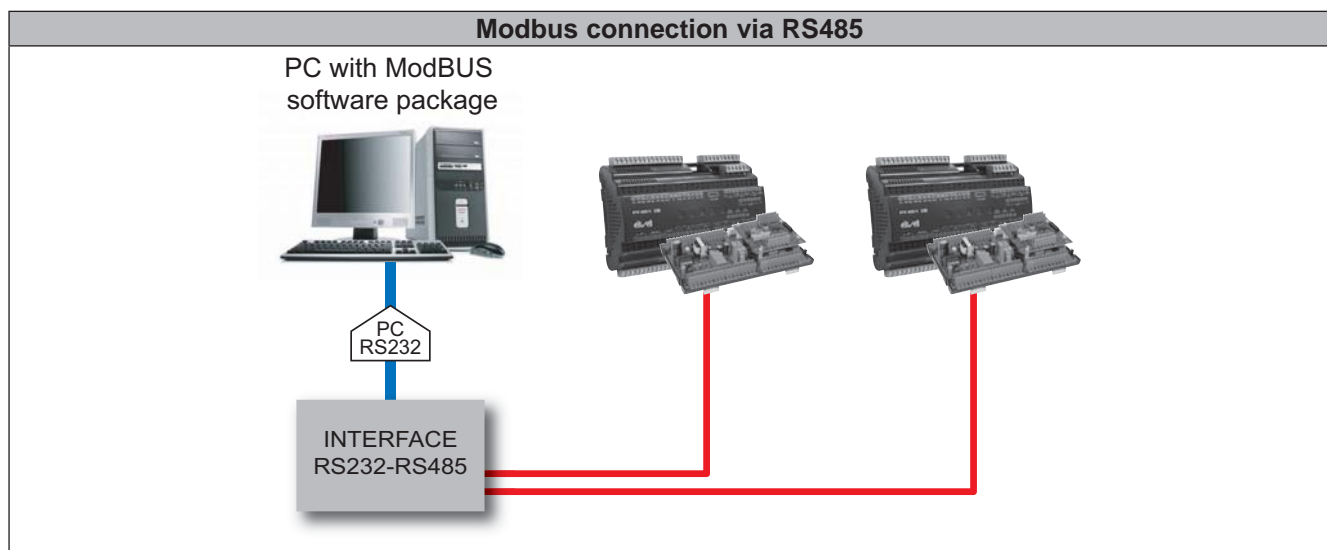 Modbus connection via RS485
PC with ModBUS
software package
PC
RS232
INTERFACE
RS232-RS485